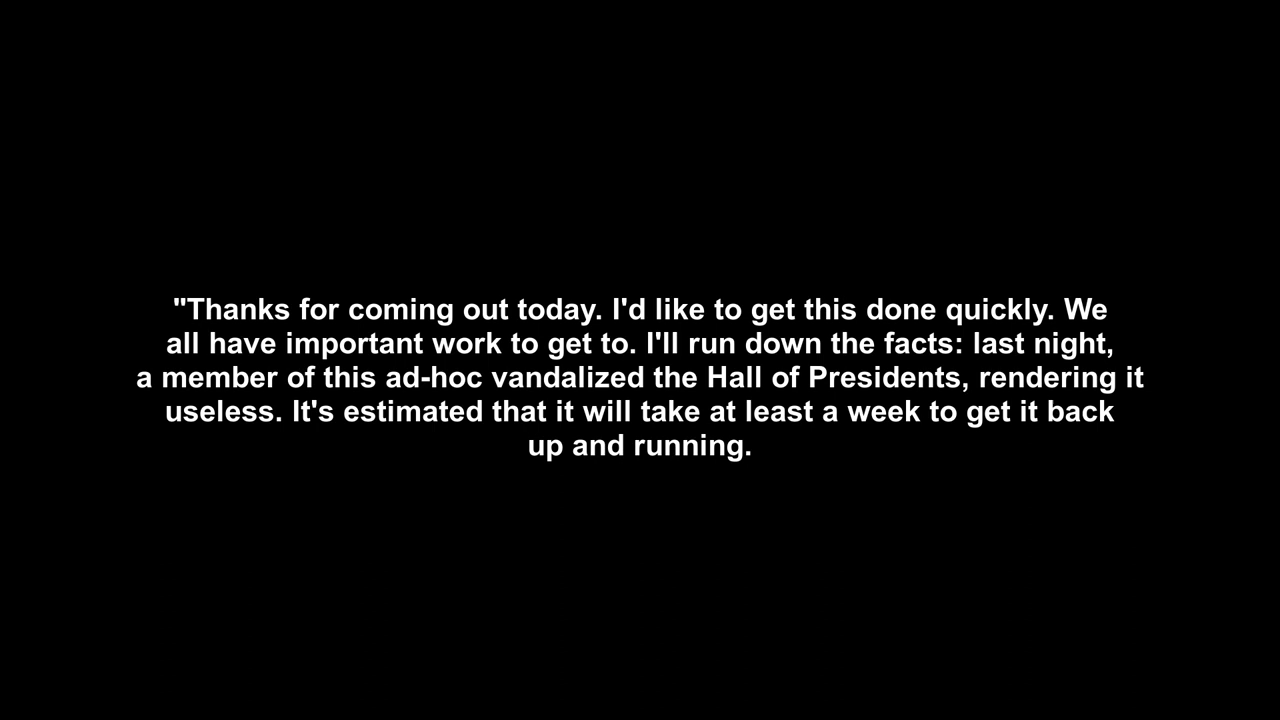 "Thanks for coming out today. I'd like to get this done quickly. We
all have important work to get to. I'll run down the facts: last night,
a member of this ad-hoc vandalized the Hall of Presidents, rendering it
useless. It's estimated that it will take at least a week to get it back
up and running.